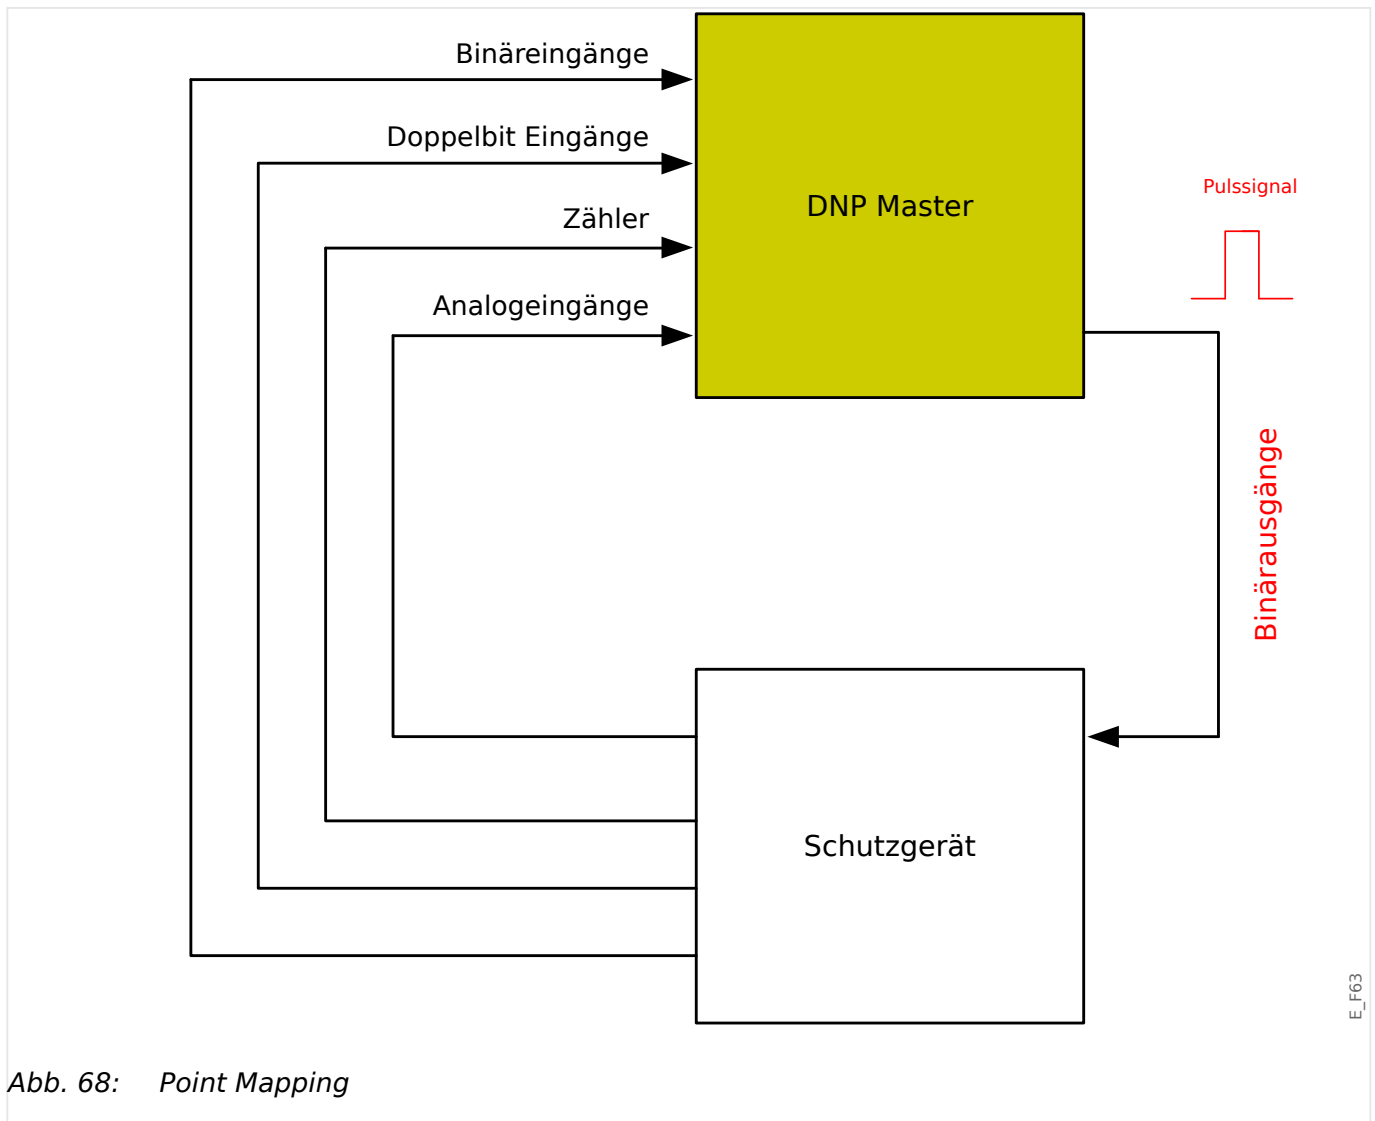 Binäreingänge
Doppelbit Eingänge
Zähler
Analogeingänge
DNP Master
Pulssignal
Binärausgänge
Schutzgerät
E_F63
Abb. 68: Point Mapping